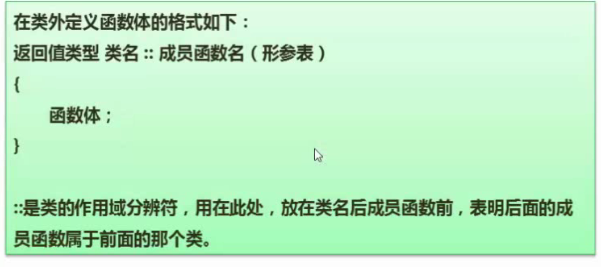 在类外定义函数体的格式如下：
返回值类型 类名 :: 成员函数名（形参表）
{
函数体；
}
::是类的作用域分辨符，用在此处，放在类名后成员函数前，表明后面的成
员函数属于前面的那个类。